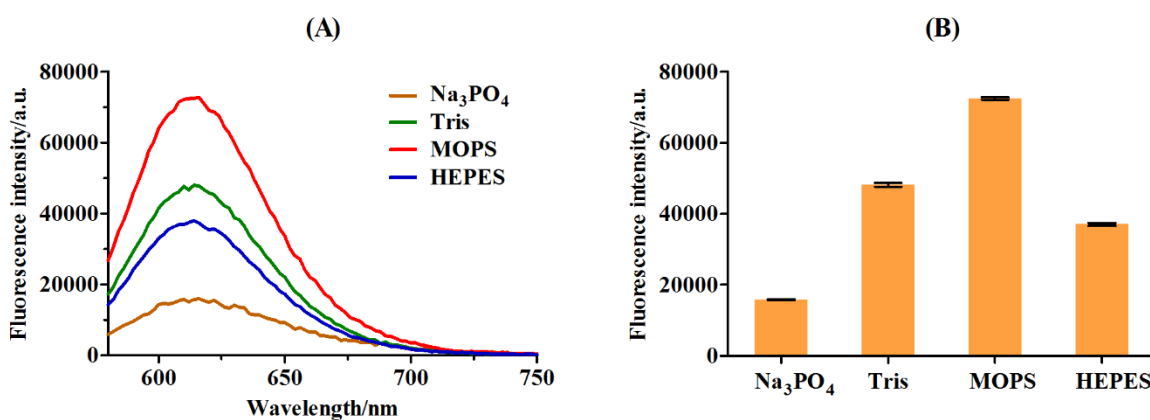 (A)
Fluorescence intensity/a.u.
80000
60000
40000
20000
0
600
650
700
750
Wavelength/nm
Na₃PO₄
Tris
MOPS
HEPES
(B)
Fluorescence intensity/a.u.
80000
60000
40000
20000
0
Na₃PO₄
Tris
MOPS
HEPES